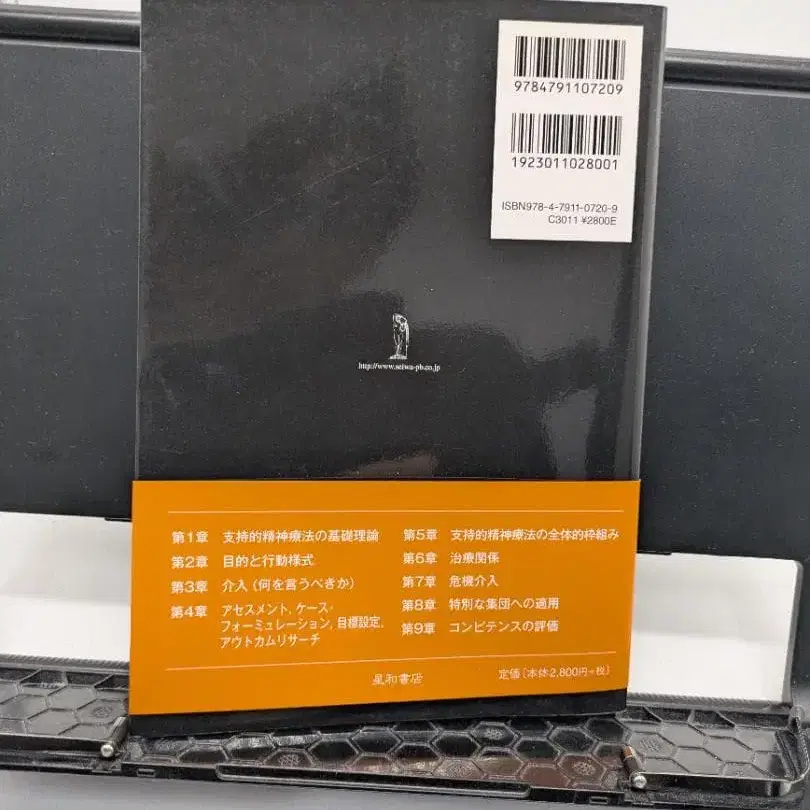 9784791107209
1923011028001
ISBN978-4-7911-0720-9
C3011 ¥2800E
http://www.seiwa-pb.co.jp
第1章 支持的精神療法の基礎理論
第2章 目的と行動様式
第3章 介入(何を言うべきか)
第4章 アセスメント,ケース・
フォーミュレーション,目標設定,
アウトカムリサーチ
第5章 支持的精神療法の全体的枠組み
第6章 治療関係
第7章 危機介入
第8章 特別な集団への適用
第9章 コンピテンスの評価
星和書店
定価〔本体2,800円+税〕